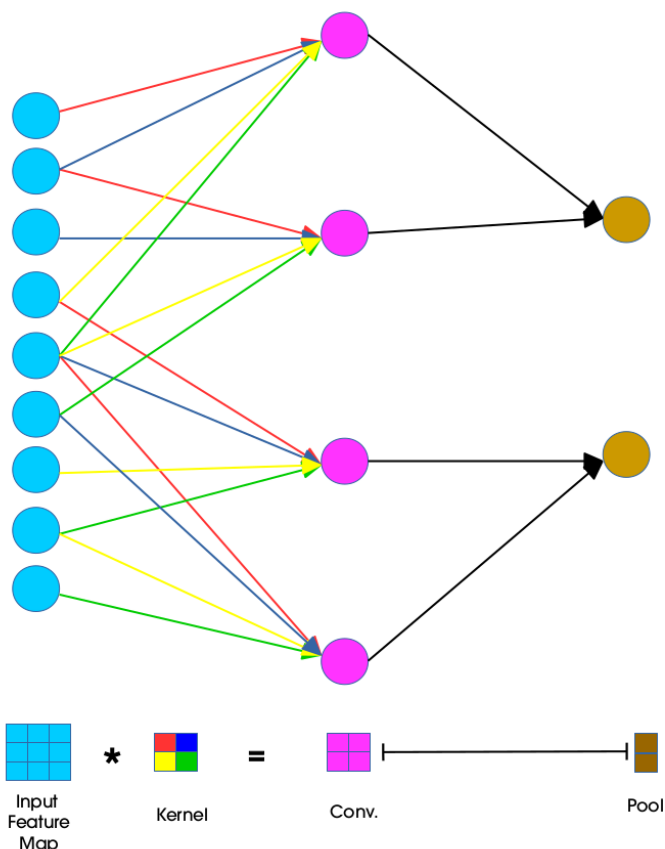 * =
Input
Feature
Map
Kernel
Conv.
Pool